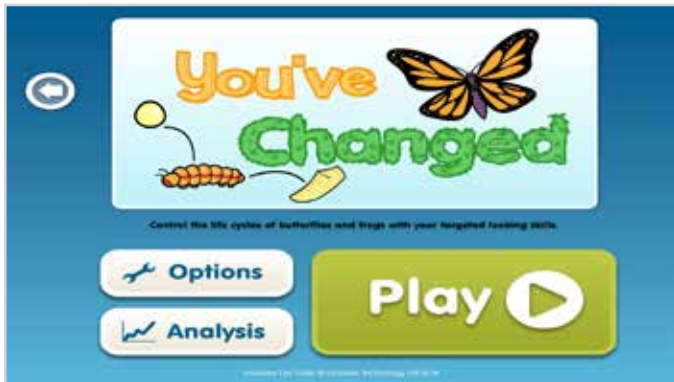 You've
Changed
Control the life cycles of butterflies and frogs with your targeted looking skills.
Options
Play
Analysis